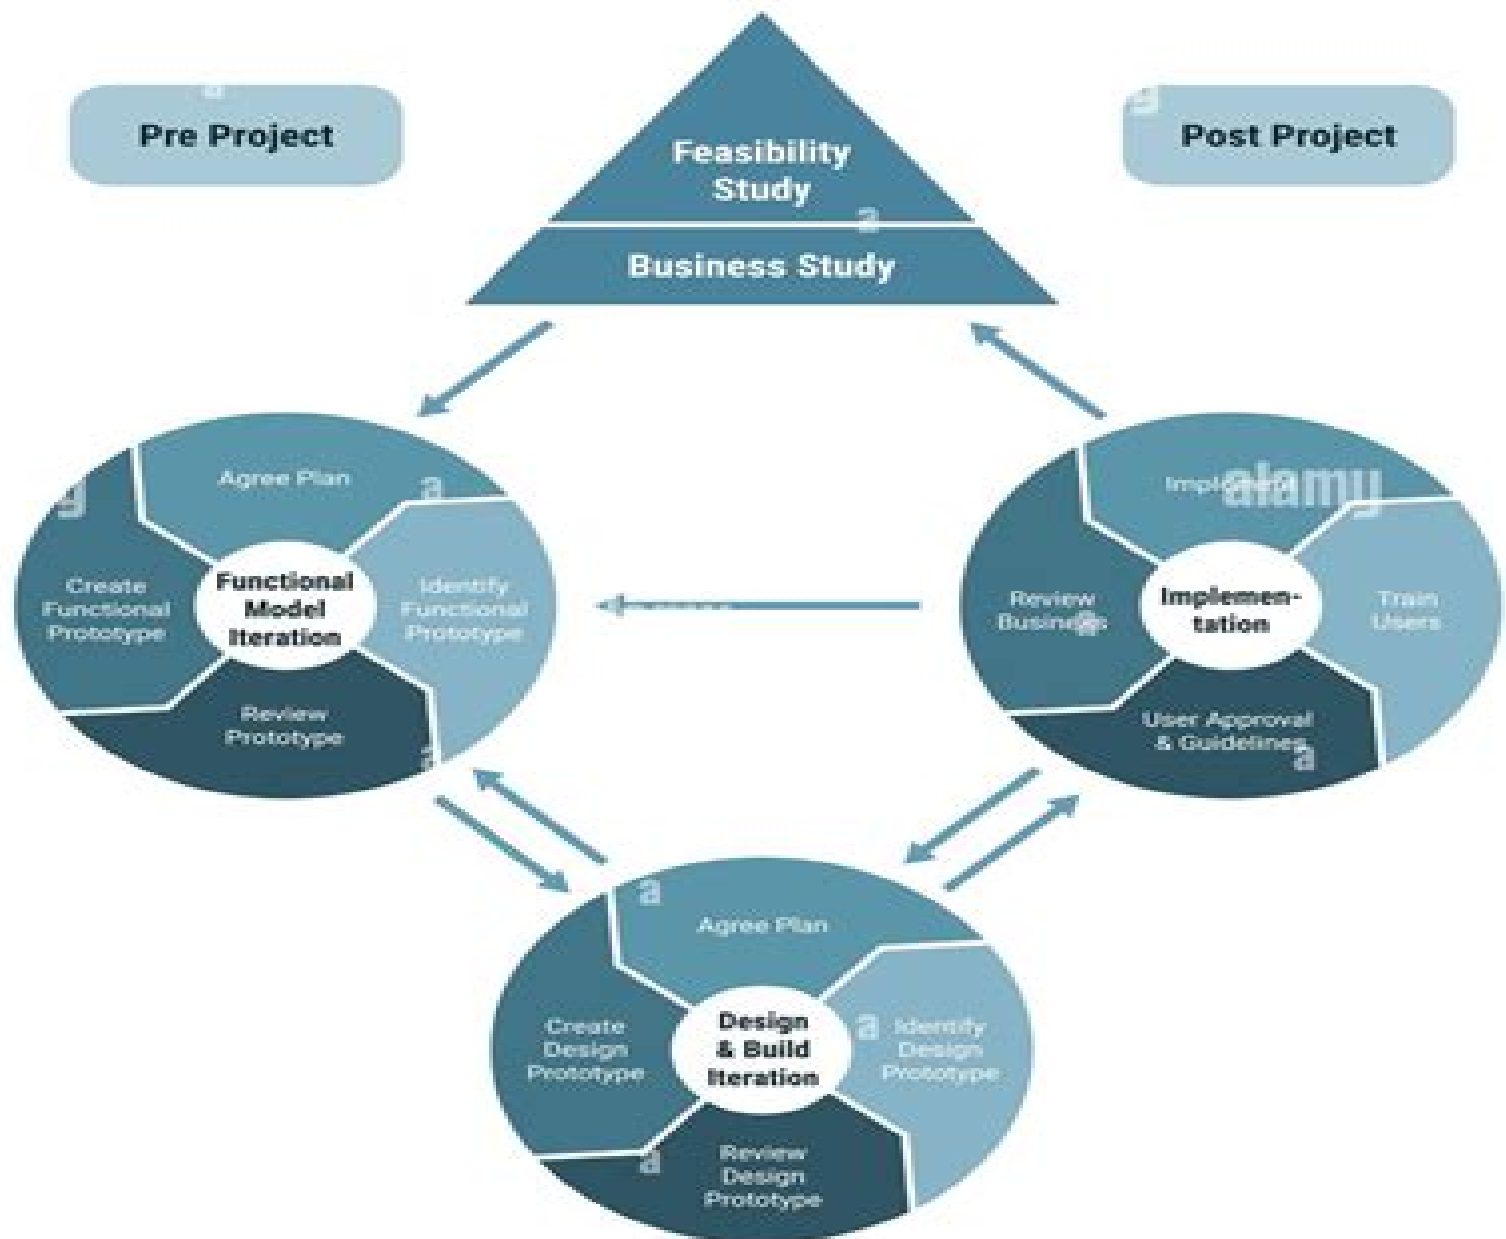 Pre Project
Feasibility
Study
Business Study
Post Project
Agree Plan
Create
Functional
Prototype
Functional
Model
Iteration
Identify
Functional
Prototype
Review
Prototype
alamy
Review
Business
Implemen-
tation
Train
Users
User Approval
& Guidelines
Agree Plan
Create
Design
Prototype
Design
& Build
Iteration
Identify
Design
Prototype
Review
Design
Prototype